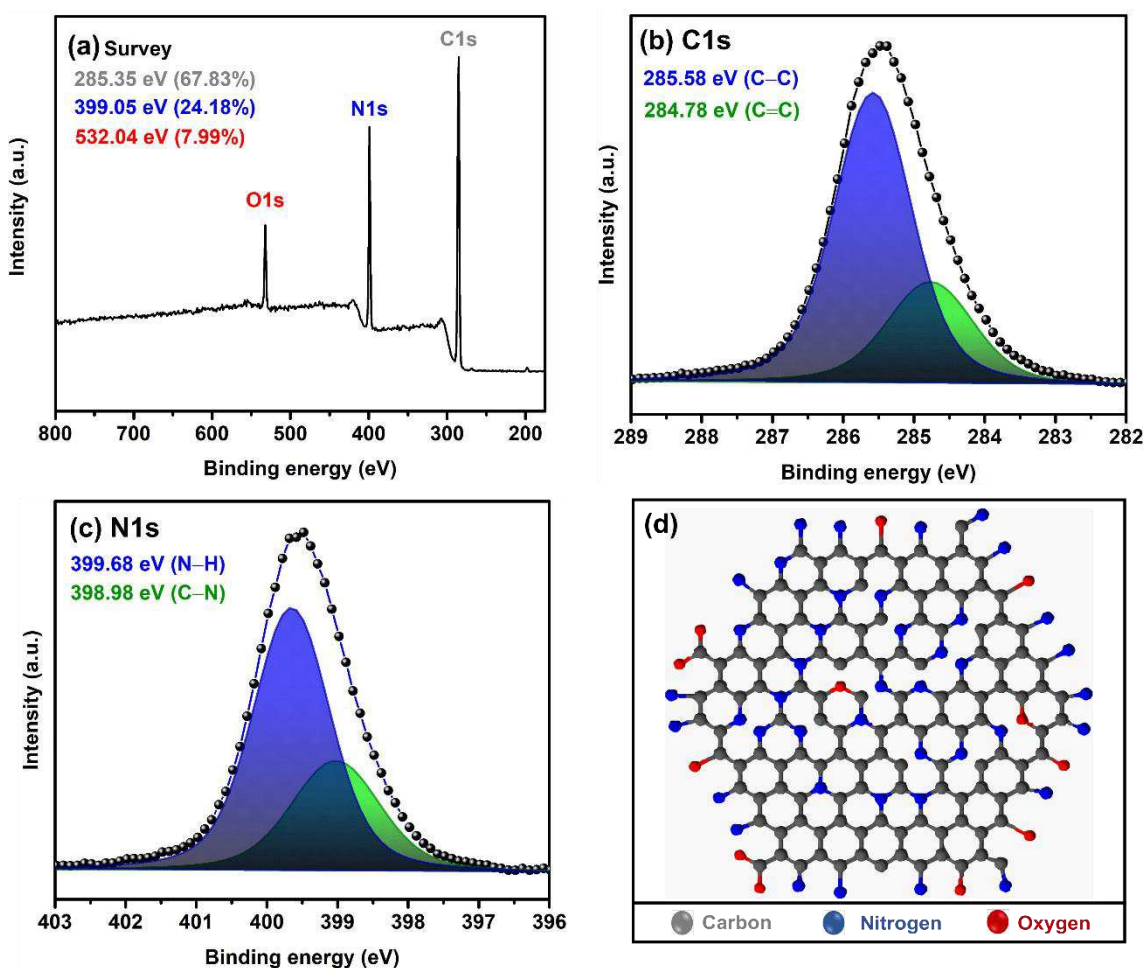 (a) Survey
285.35 eV (67.83%)
399.05 eV (24.18%)
532.04 eV (7.99%)
C1s
N1s
O1s
Intensity (a.u.)
800 700 600 500 400 300 200
Binding energy (eV)
(b) C1s
285.58 eV (C–C)
284.78 eV (C=C)
Intensity (a.u.)
289 288 287 286 285 284 283 282
Binding energy (eV)
(c) N1s
399.68 eV (N–H)
398.98 eV (C–N)
Intensity (a.u.)
403 402 401 400 399 398 397 396
Binding energy (eV)
(d)
Carbon Nitrogen Oxygen